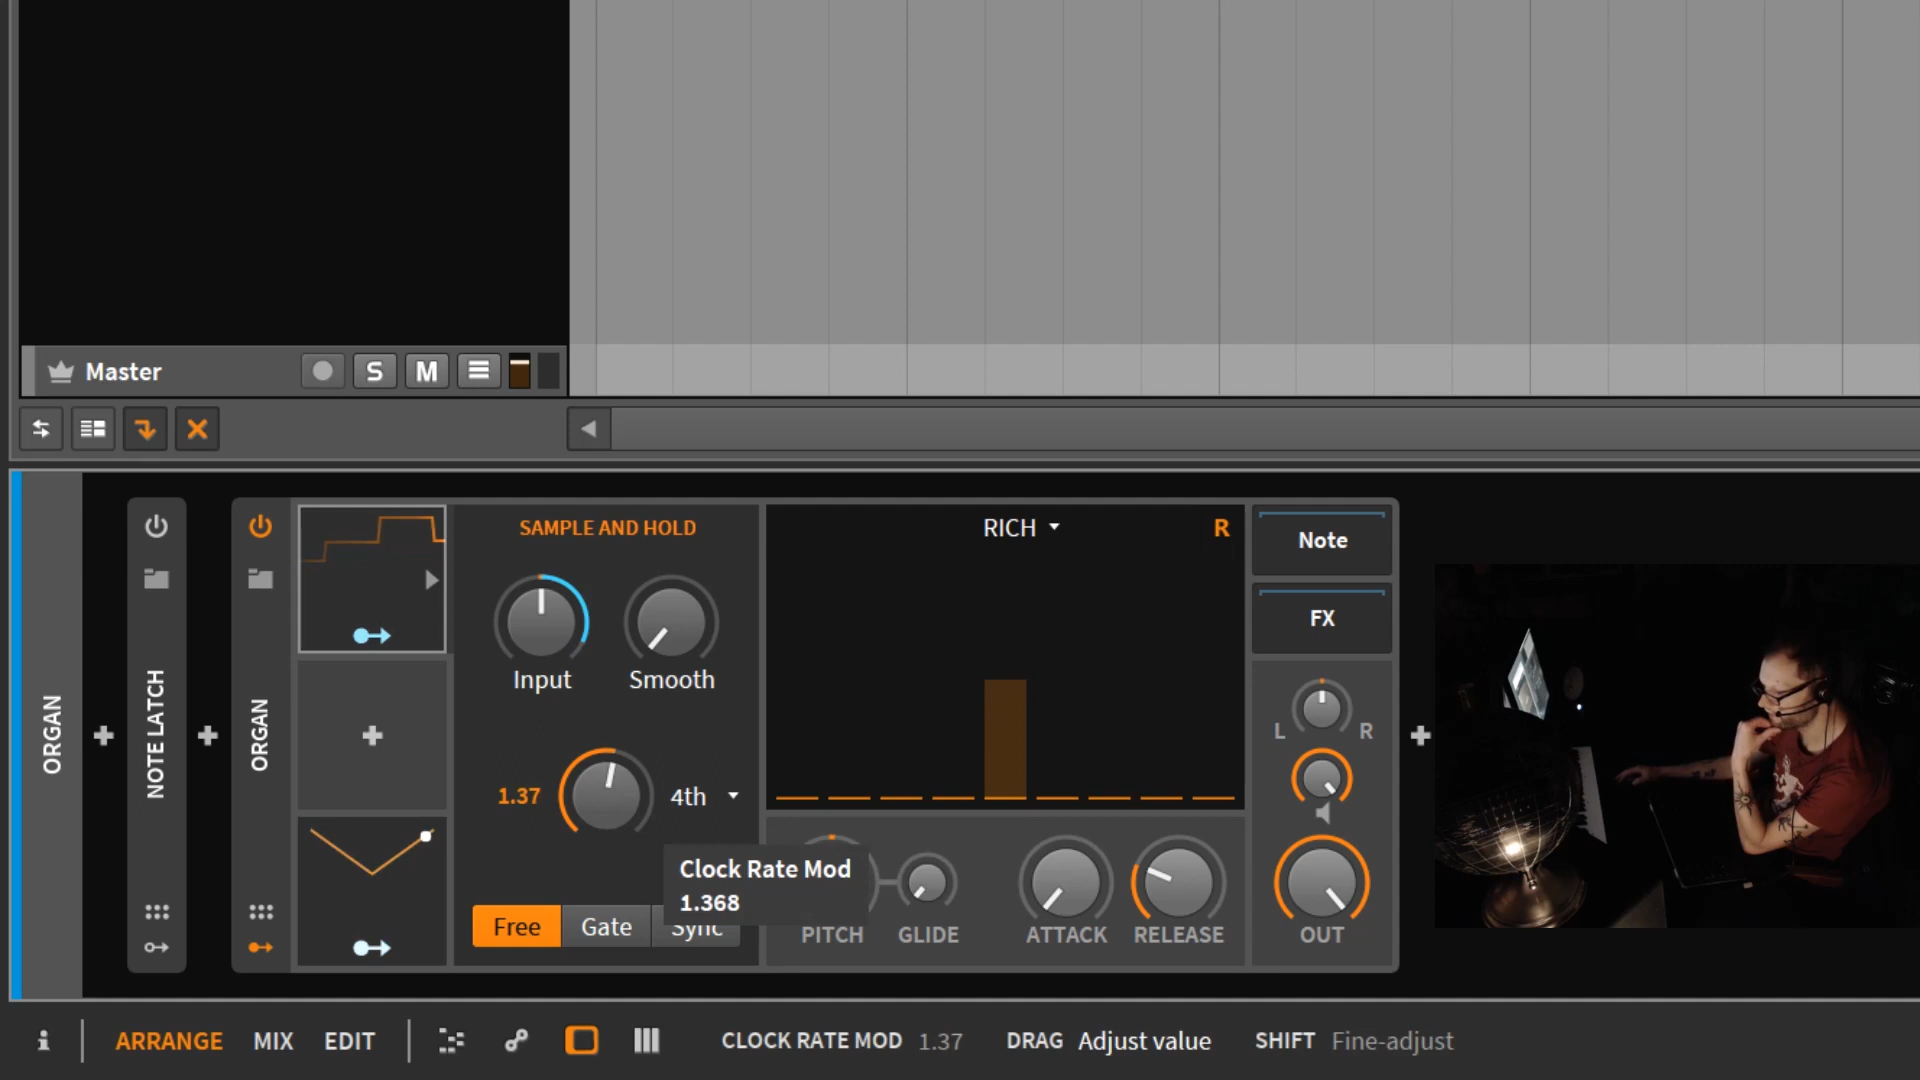 Master
S
M
ORGAN
NOTE LATCH
ORGAN
SAMPLE AND HOLD
Input
Smooth
1.37
4th
Free
Gate
Sync
Clock Rate Mod
1.368
RICH
R
PITCH
GLIDE
ATTACK
RELEASE
Note
FX
L
R
OUT
i
ARRANGE
MIX
EDIT
CLOCK RATE MOD 1.37
DRAG Adjust value
SHIFT Fine-adjust